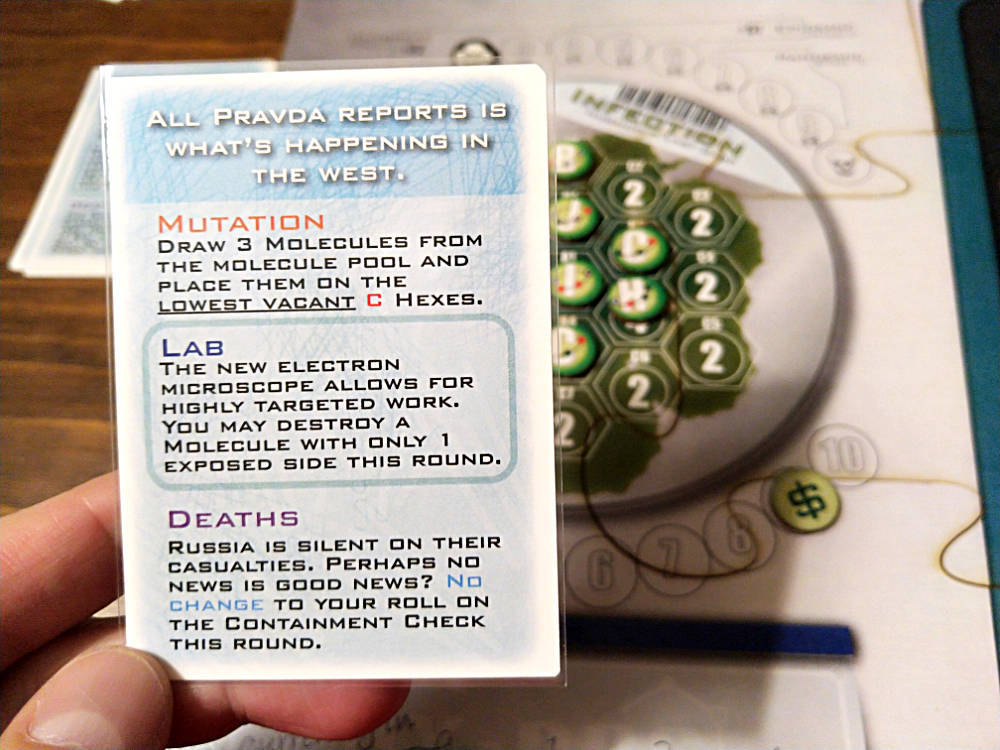 All Pravda reports is
what's happening in
the west.
Mutation
Draw 3 Molecules from
the molecule pool and
place them on the
lowest vacant C Hexes.
Lab
The new electron
microscope allows for
highly targeted work.
You may destroy a
Molecule with only 1
exposed side this round.
Deaths
Russia is silent on their
casualties. Perhaps no
news is good news? No
change to your roll on
the Containment Check
this round.
INFECTION
2
2
2
2
2
2
10
$
8
7
6